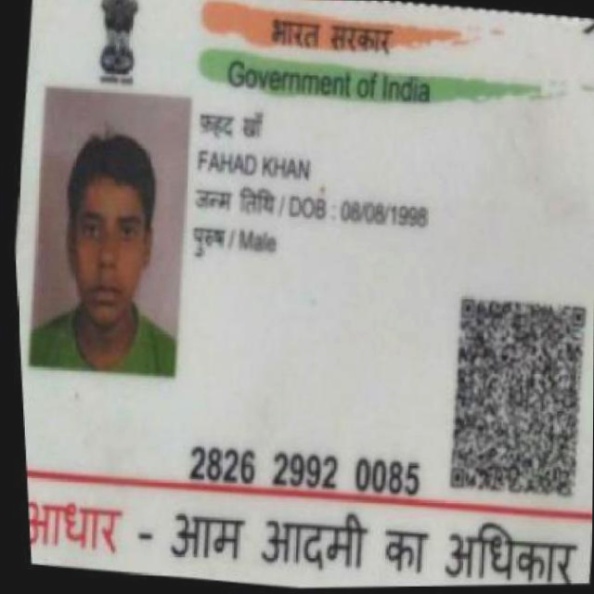 भारत सरकार
Government of India
फ़हद खाँ
FAHAD KHAN
जन्म तिथि / DOB : 08/08/1998
पुरुष / Male
2826 2992 0085
आधार - आम आदमी का अधिकार